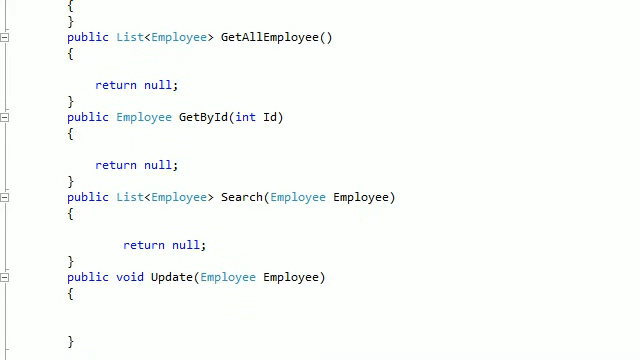 {
}
public List<Employee> GetAllEmployee()
{
return null;
}
public Employee GetById(int Id)
{
return null;
}
public List<Employee> Search(Employee Employee)
{
return null;
}
public void Update(Employee Employee)
{
}